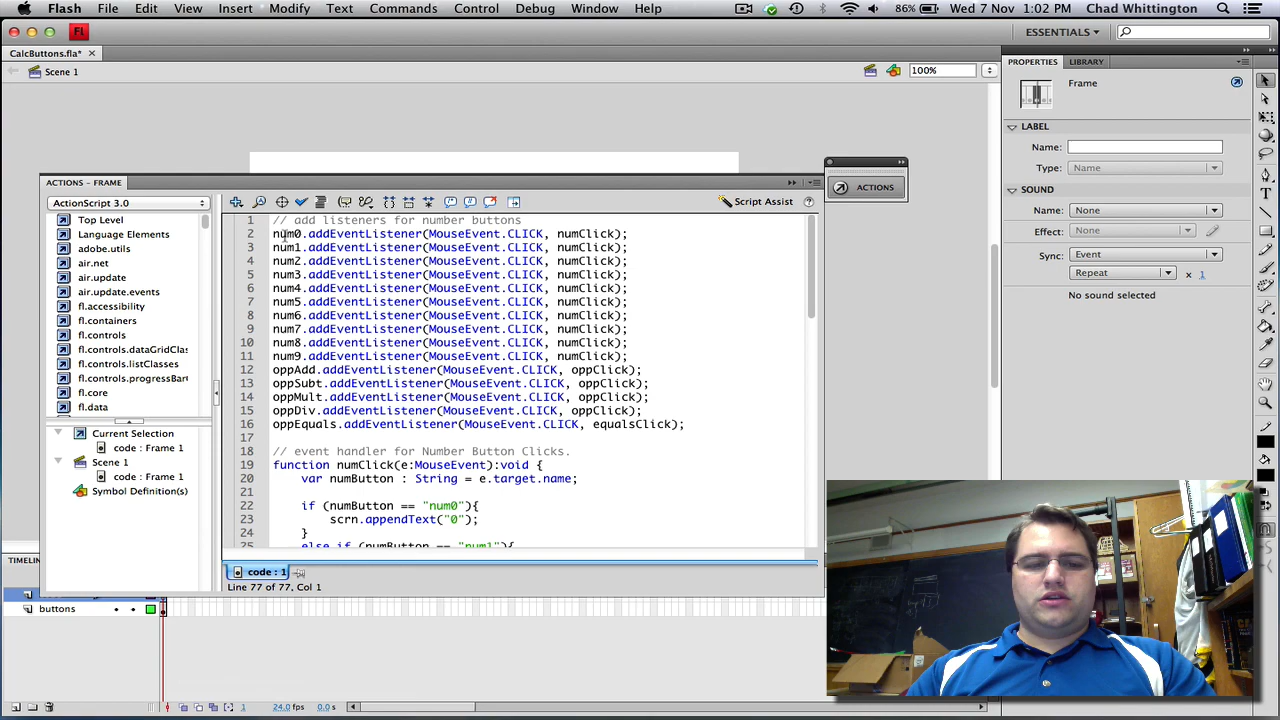 Flash File Edit View Insert Modify Text Commands Control Debug Window Help 86% Wed 7 Nov 1:02 PM Chad Whittington
Fl ESSENTIALS
CalcButtons.fla* ×
Scene 1 100%
PROPERTIES LIBRARY
Frame
LABEL
Name:
Type: Name
SOUND
Name: None
Effect: None
Sync: Event
Repeat x 1
No sound selected
ACTIONS
ACTIONS - FRAME
ActionScript 3.0
Script Assist
Top Level
Language Elements
adobe.utils
air.net
air.update
air.update.events
fl.accessibility
fl.containers
fl.controls
fl.controls.dataGridClas
fl.controls.listClasses
fl.controls.progressBar
fl.core
fl.data
Current Selection
code : Frame 1
Scene 1
code : Frame 1
Symbol Definition(s)
1 // add listeners for number buttons
2 num0.addEventListener(MouseEvent.CLICK, numClick);
3 num1.addEventListener(MouseEvent.CLICK, numClick);
4 num2.addEventListener(MouseEvent.CLICK, numClick);
5 num3.addEventListener(MouseEvent.CLICK, numClick);
6 num4.addEventListener(MouseEvent.CLICK, numClick);
7 num5.addEventListener(MouseEvent.CLICK, numClick);
8 num6.addEventListener(MouseEvent.CLICK, numClick);
9 num7.addEventListener(MouseEvent.CLICK, numClick);
10 num8.addEventListener(MouseEvent.CLICK, numClick);
11 num9.addEventListener(MouseEvent.CLICK, numClick);
12 oppAdd.addEventListener(MouseEvent.CLICK, oppClick);
13 oppSubt.addEventListener(MouseEvent.CLICK, oppClick);
14 oppMult.addEventListener(MouseEvent.CLICK, oppClick);
15 oppDiv.addEventListener(MouseEvent.CLICK, oppClick);
16 oppEquals.addEventListener(MouseEvent.CLICK, equalsClick);
17
18 // event handler for Number Button Clicks.
19 function numClick(e:MouseEvent):void {
20 var numButton : String = e.target.name;
21
22 if (numButton == "num0"){
23 scrn.appendText("0");
24 }
25 else if (numButton == "num1"){
code : 1
Line 77 of 77, Col 1
TIMELIN
buttons
1 24.0 fps 0.0 s